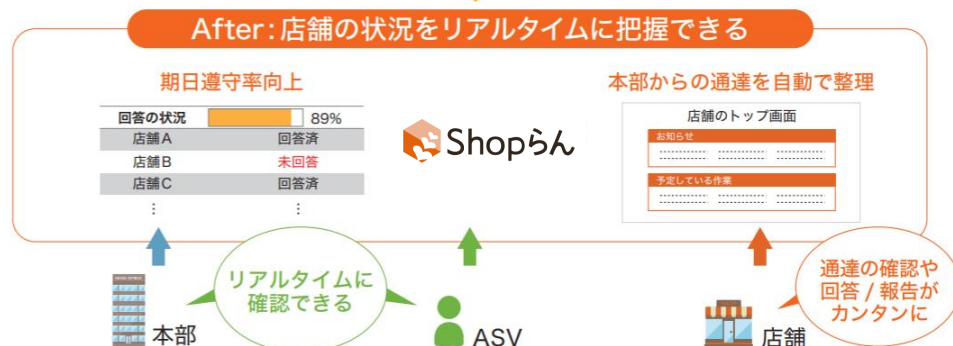 After:店舗の状況をリアルタイムに把握できる
期日遵守率向上
回答の状況 89%
店舗A 回答済
店舗B 未回答
店舗C 回答済
⋮ ⋮
Shopらん
本部からの通達を自動で整理
店舗のトップ画面
お知らせ
予定している作業
リアルタイムに
確認できる
通達の確認や
回答/報告が
カンタンに
本部
ASV
店舗